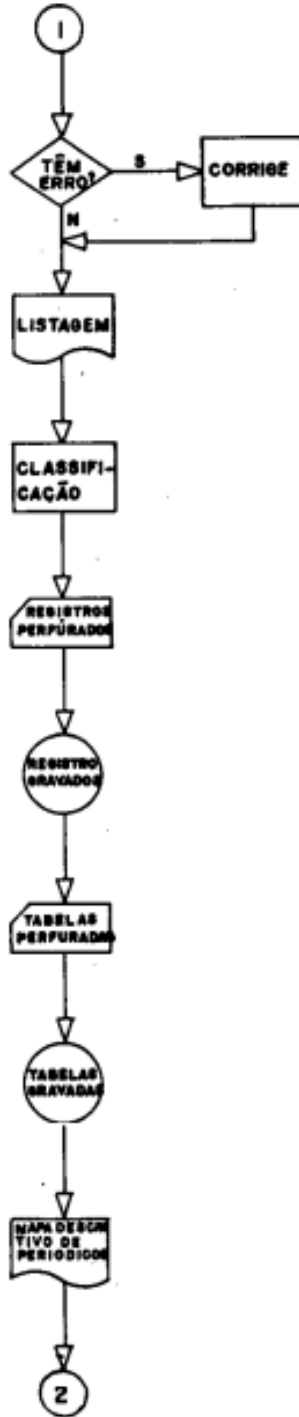 1
TÊM
ERRO?
S
CORRIGE
N
LISTAGEM
CLASSIFI-
CAÇÃO
REGISTROS
PERFURADOS
REGISTRO
GRAVADOS
TABELAS
PERFURADAS
TABELAS
GRAVADAS
MAPA DESCRI
TIVO DE
PERIODICOS
2